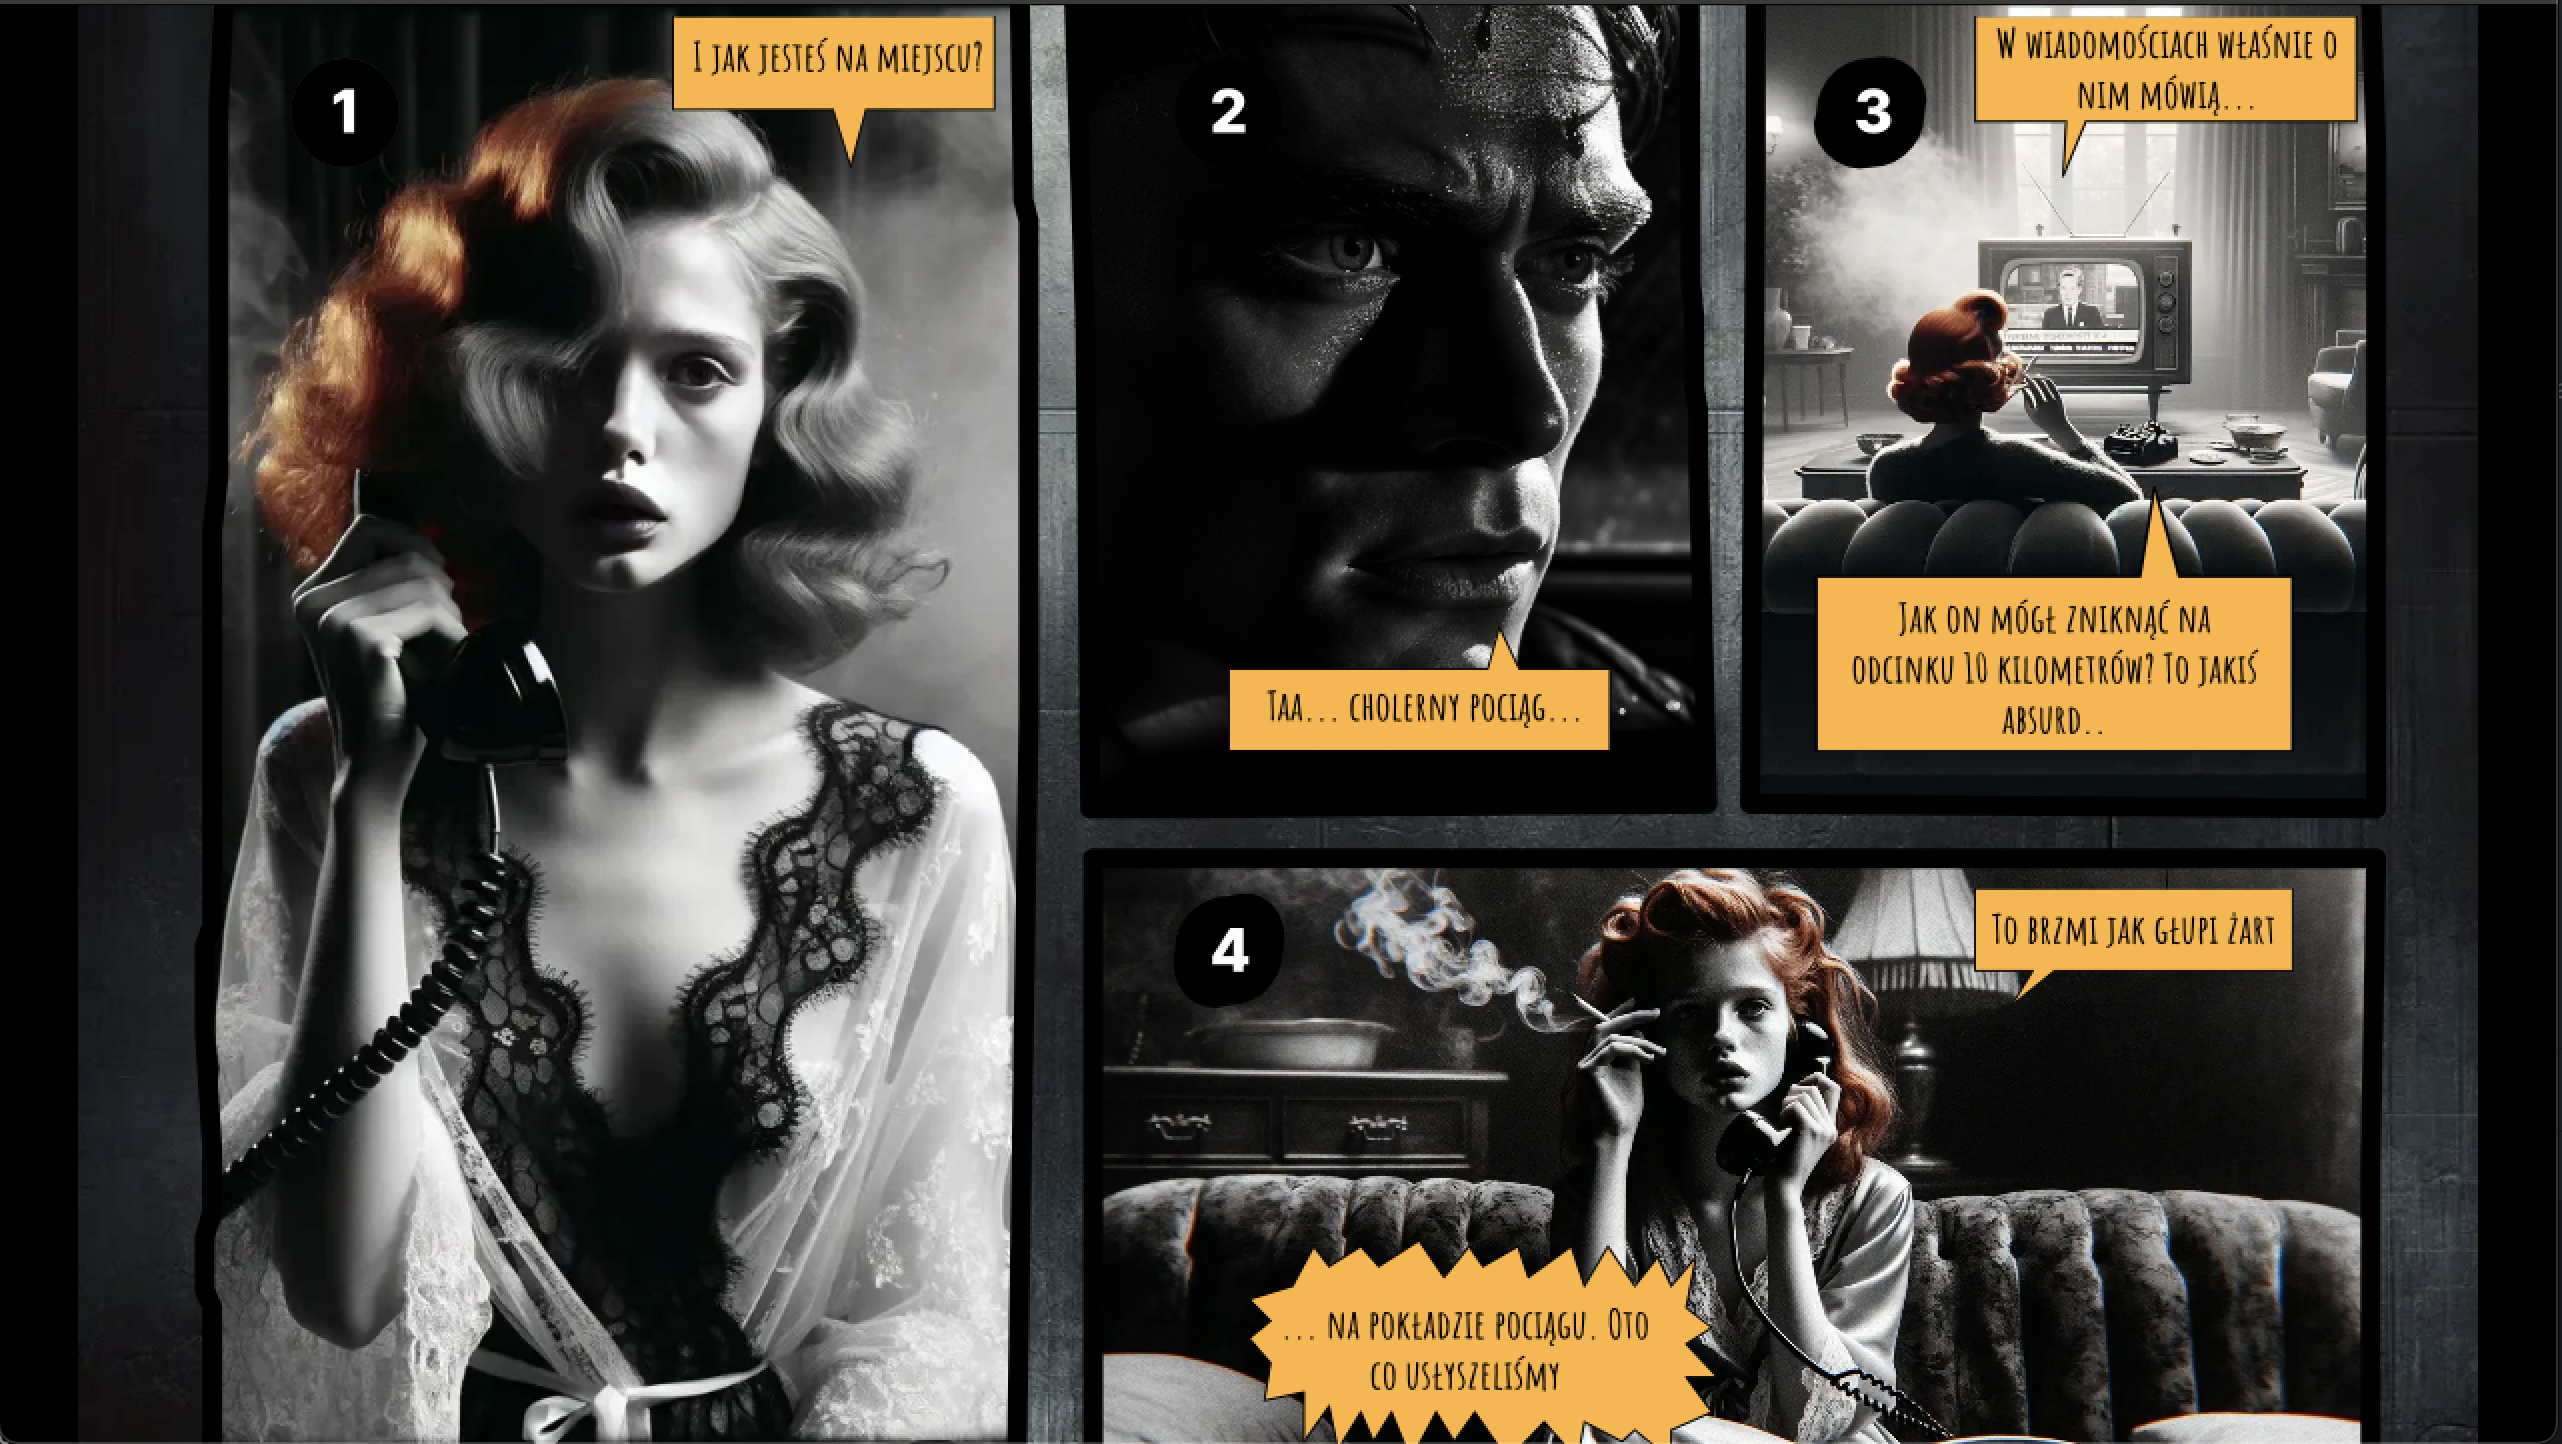 1
I JAK JESTEŚ NA MIEJSCU?
2
TAA... CHOLERNY POCIĄG...
3
W WIADOMOŚCIACH WŁAŚNIE O
NIM MÓWIĄ...
JAK ON MÓGŁ ZNIKNĄĆ NA
ODCINKU 10 KILOMETRÓW? TO JAKIŚ
ABSURD..
4
TO BRZMI JAK GŁUPI ŻART
... NA POKŁADZIE POCIĄGU. OTO
CO USŁYSZELIŚMY